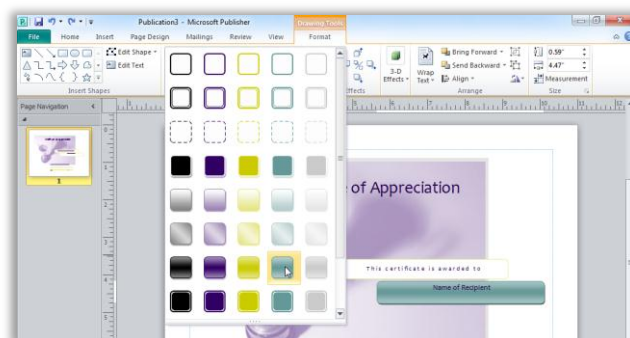 Publication3 - Microsoft Publisher
Drawing Tools
File Home Insert Page Design Mailings Review View Format
Edit Shape
Edit Text
Insert Shapes
3-D Effects
Wrap Text
Bring Forward
Send Backward
Align
Arrange
0.59"
4.47"
Measurement
Size
Page Navigation
1
of Appreciation
This certificate is awarded to
Name of Recipient